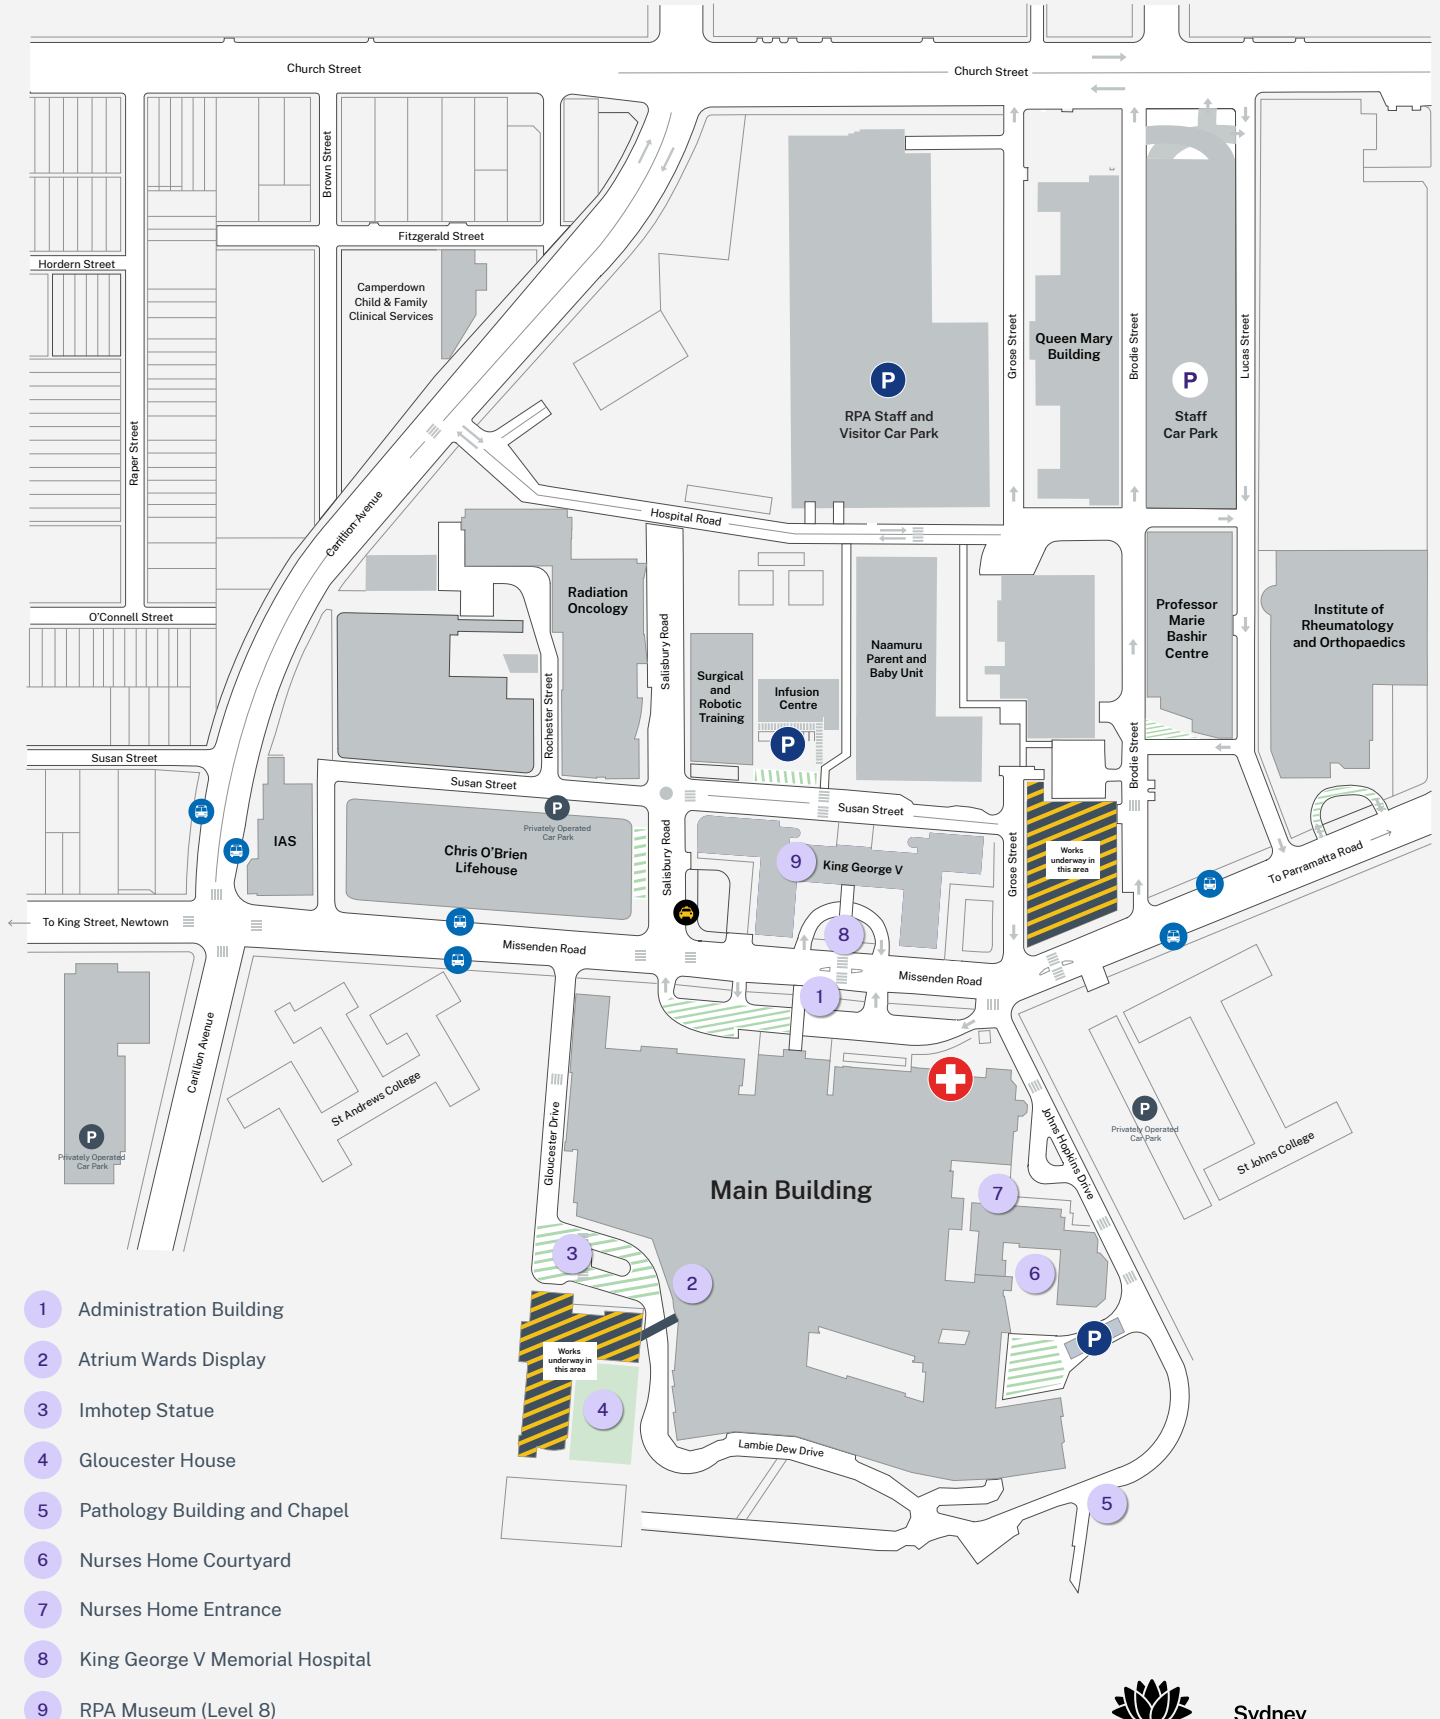 Church Street
Church Street
Brown Street
Fitzgerald Street
Hordern Street
Camperdown
Child & Family
Clinical Services
Grose Street
Queen Mary
Building
Brodie Street
Lucas Street
P
RPA Staff and
Visitor Car Park
P
Staff
Car Park
Raper Street
Carillion Avenue
Hospital Road
Radiation
Oncology
Salisbury Road
O'Connell Street
Professor
Marie
Bashir
Centre
Institute of
Rheumatology
and Orthopaedics
Naamuru
Parent and
Baby Unit
Surgical
and
Robotic
Training
Infusion
Centre
P
Rochester Street
Brodie Street
Susan Street
Susan Street
Susan Street
P
Privately Operated
Car Park
IAS
Chris O'Brien
Lifehouse
Salisbury Road
9
King George V
Grose Street
Works
underway in
this area
To Parramatta Road
To King Street, Newtown
Missenden Road
8
Missenden Road
1
Carillion Avenue
St Andrews College
P
Privately Operated
Car Park
Gloucester Drive
Johns Hopkins Drive
P
Privately Operated
Car Park
St Johns College
Main Building
7
3
2
6
P
Works
underway in
this area
4
Lambie Dew Drive
5
1 Administration Building
2 Atrium Wards Display
3 Imhotep Statue
4 Gloucester House
5 Pathology Building and Chapel
6 Nurses Home Courtyard
7 Nurses Home Entrance
8 King George V Memorial Hospital
9 RPA Museum (Level 8)
Sydney